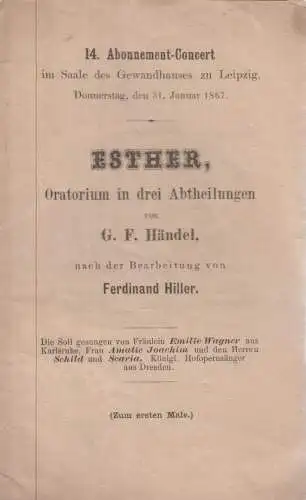 14. Abonnement-Concert
im Saale des Gewandhauses zu Leipzig.
Donnerstag, den 31. Januar 1867.
ESTHER,
Oratorium in drei Abtheilungen
von
G. F. Händel,
nach der Bearbeitung von
Ferdinand Hiller.
Die Soli gesungen von Fräulein Emilie Wagner aus
Karlsruhe, Frau Amalie Joachim und den Herren
Schild und Scaria, Königl. Hofopernsänger
aus Dresden.
(Zum ersten Male.)